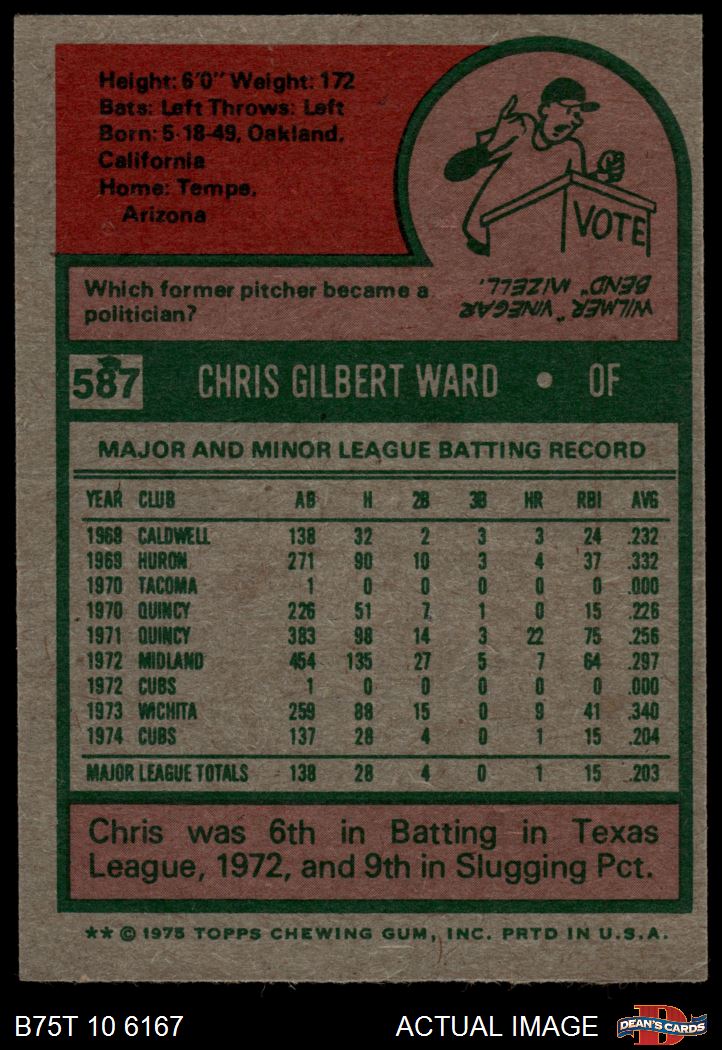 Height: 6'0" Weight: 172
Bats: Left Throws: Left
Born: 5-18-49, Oakland,
California
Home: Tempe,
Arizona
VOTE
Which former pitcher became a
politician?
WILMER "VINEGAR
BEND" MIZELL.
587 CHRIS GILBERT WARD • OF
MAJOR AND MINOR LEAGUE BATTING RECORD
YEAR CLUB AB H 2B 3B HR RBI AVG
1968 CALDWELL 138 32 2 3 3 24 .232
1969 HURON 271 90 10 3 4 37 .332
1970 TACOMA 1 0 0 0 0 0 .000
1970 QUINCY 226 51 7 1 0 15 .226
1971 QUINCY 383 98 14 3 22 75 .256
1972 MIDLAND 454 135 27 5 7 64 .297
1972 CUBS 1 0 0 0 0 0 .000
1973 WICHITA 259 88 15 0 9 41 .340
1974 CUBS 137 28 4 0 1 15 .204
MAJOR LEAGUE TOTALS 138 28 4 0 1 15 .203
Chris was 6th in Batting in Texas
League, 1972, and 9th in Slugging Pct.
** © 1975 TOPPS CHEWING GUM, INC. PRTD IN U.S.A.
B75T 10 6167 ACTUAL IMAGE DEAN'S CARDS